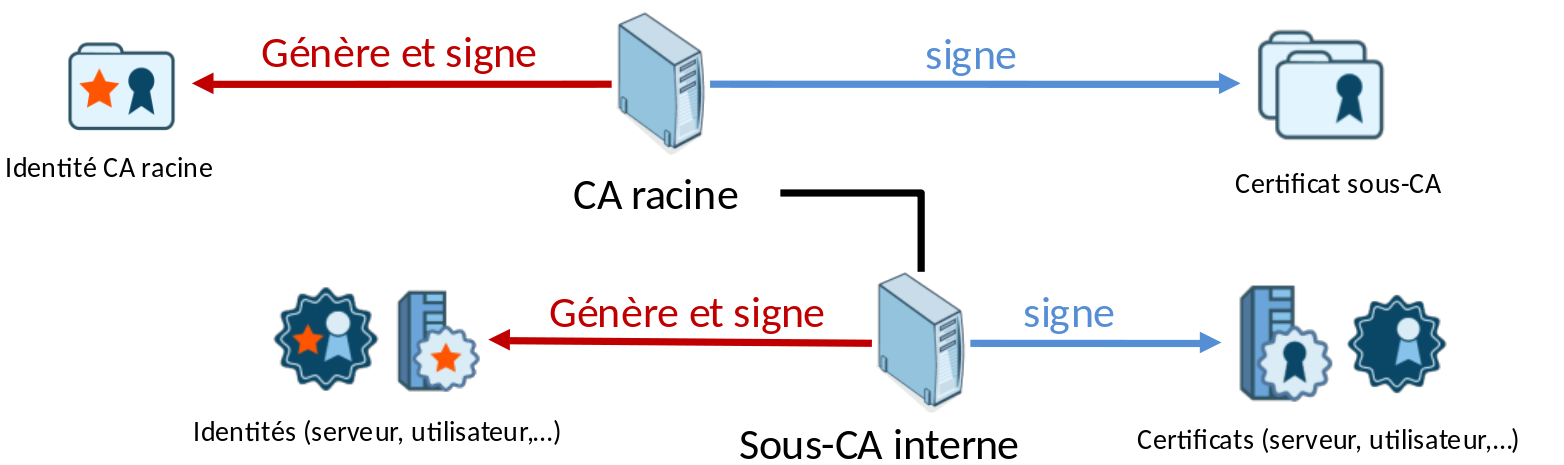 Génère et signe
signe
Identité CA racine
Certificat sous-CA
CA racine
Génère et signe
signe
Identités (serveur, utilisateur,...)
Sous-CA interne
Certificats (serveur, utilisateur,...)